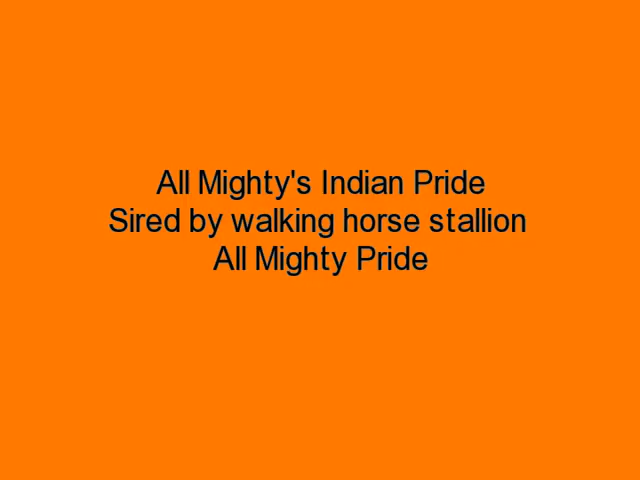 All Mighty's Indian Pride
Sired by walking horse stallion
All Mighty Pride